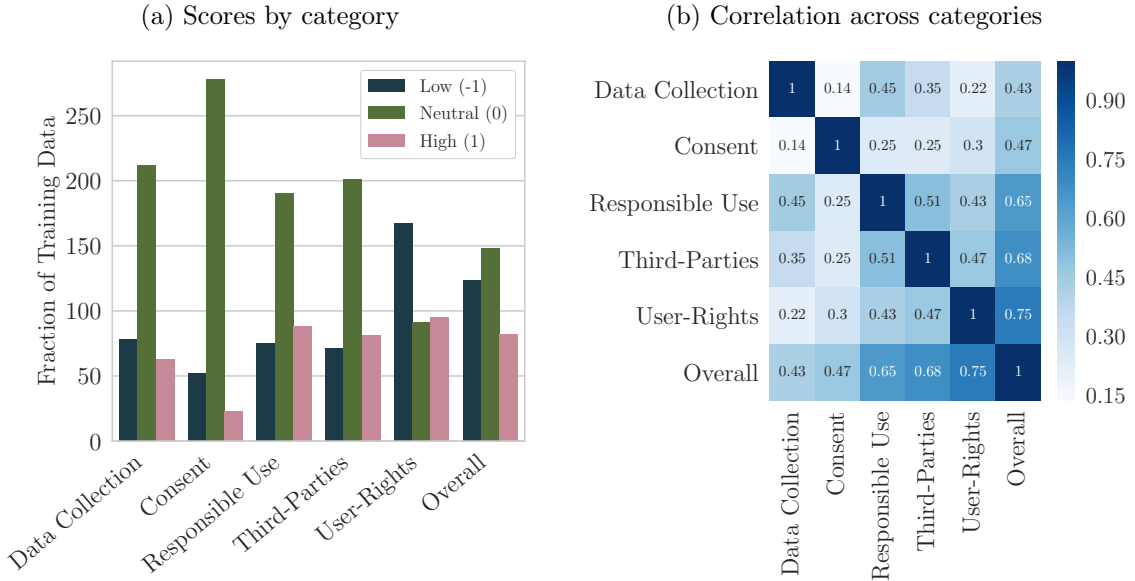 (a) Scores by category
Fraction of Training Data
250
200
150
100
50
0
Low (-1)
Neutral (0)
High (1)
Data Collection
Consent
Responsible Use
Third-Parties
User-Rights
Overall
(b) Correlation across categories
Data Collection 1 0.14 0.45 0.35 0.22 0.43
Consent 0.14 1 0.25 0.25 0.3 0.47
Responsible Use 0.45 0.25 1 0.51 0.43 0.65
Third-Parties 0.35 0.25 0.51 1 0.47 0.68
User-Rights 0.22 0.3 0.43 0.47 1 0.75
Overall 0.43 0.47 0.65 0.68 0.75 1
Data Collection
Consent
Responsible Use
Third-Parties
User-Rights
Overall
0.90
0.75
0.60
0.45
0.30
0.15